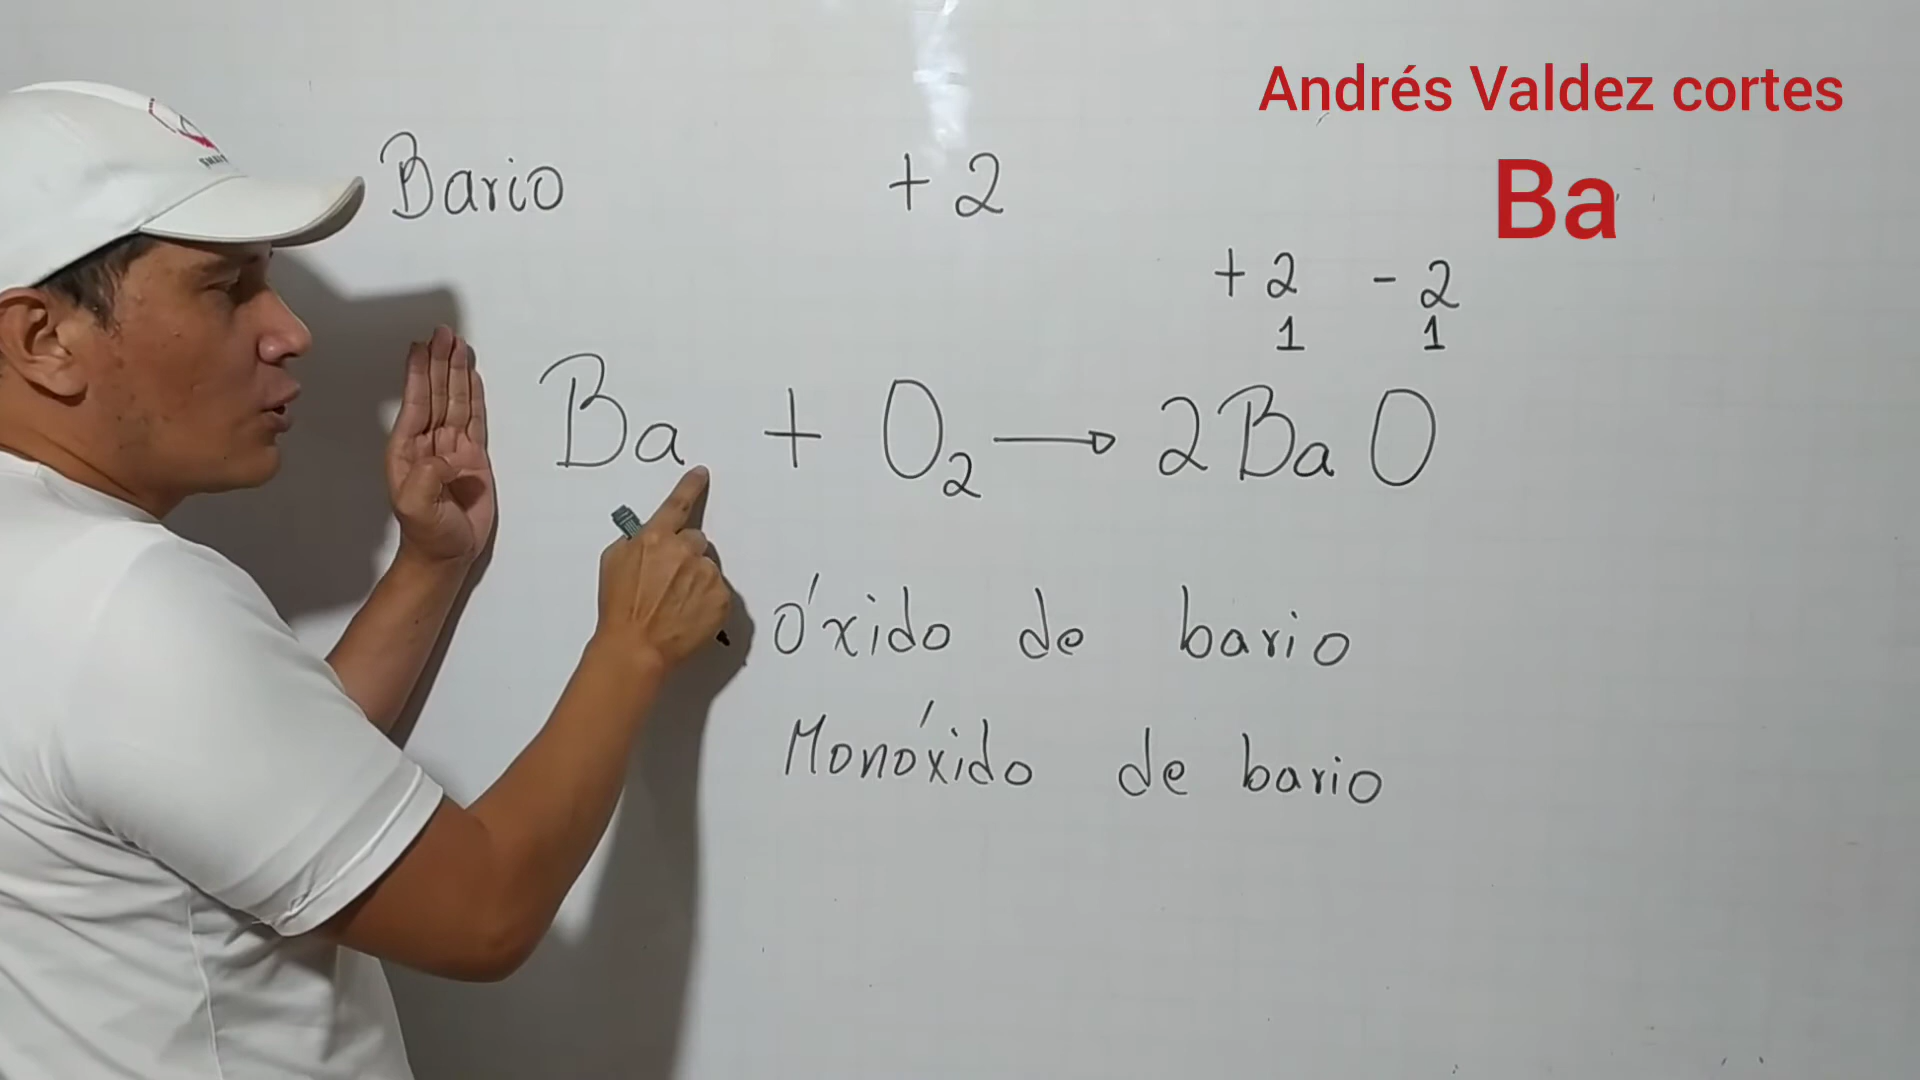 Andrés Valdez cortes
Ba
Bario +2
+2 -2
1 1
Ba + O₂ → 2BaO
óxido de bario
Monóxido de bario